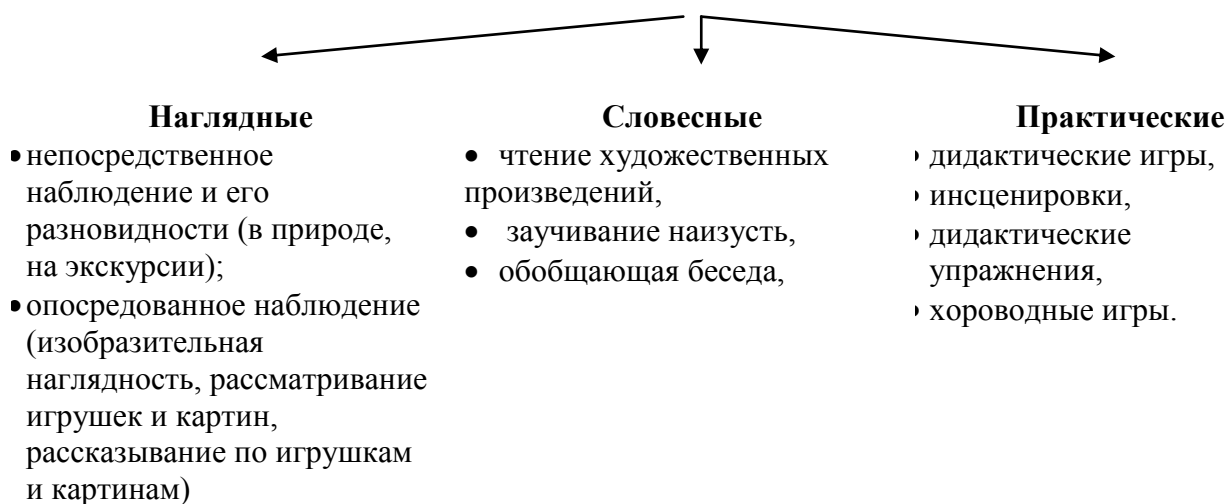 Наглядные
• непосредственное
наблюдение и его
разновидности (в природе,
на экскурсии);
• опосредованное наблюдение
(изобразительная
наглядность, рассматривание
игрушек и картин,
рассказывание по игрушкам
и картинам)
Словесные
• чтение художественных
произведений,
• заучивание наизусть,
• обобщающая беседа,
Практические
• дидактические игры,
• инсценировки,
• дидактические
упражнения,
• хороводные игры.